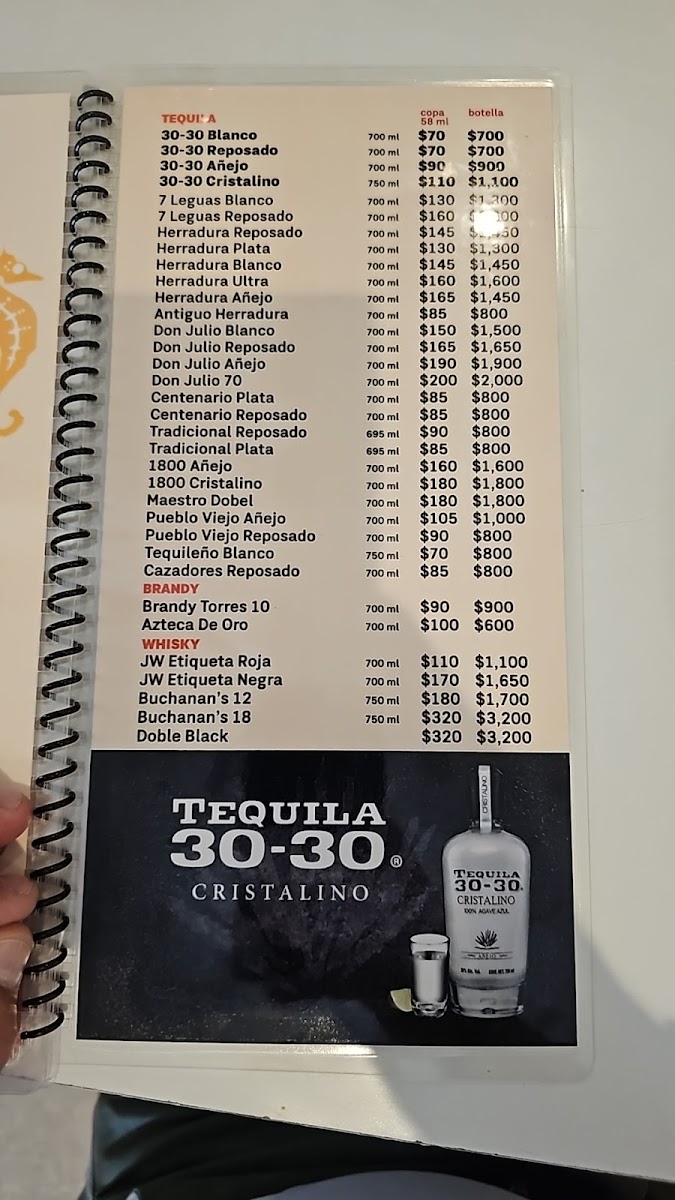 TEQUILA copa botella
58 ml
30-30 Blanco 700 ml $70 $700
30-30 Reposado 700 ml $70 $700
30-30 Añejo 700 ml $90 $900
30-30 Cristalino 750 ml $110 $1,100
7 Leguas Blanco 700 ml $130 $1,300
7 Leguas Reposado 700 ml $160
Herradura Reposado 700 ml $145
Herradura Plata 700 ml $130 $1,300
Herradura Blanco 700 ml $145 $1,450
Herradura Ultra 700 ml $160 $1,600
Herradura Añejo 700 ml $165 $1,450
Antiguo Herradura 700 ml $85 $800
Don Julio Blanco 700 ml $150 $1,500
Don Julio Reposado 700 ml $165 $1,650
Don Julio Añejo 700 ml $190 $1,900
Don Julio 70 700 ml $200 $2,000
Centenario Plata 700 ml $85 $800
Centenario Reposado 700 ml $85 $800
Tradicional Reposado 695 ml $90 $800
Tradicional Plata 695 ml $85 $800
1800 Añejo 700 ml $160 $1,600
1800 Cristalino 700 ml $180 $1,800
Maestro Dobel 700 ml $180 $1,800
Pueblo Viejo Añejo 700 ml $105 $1,000
Pueblo Viejo Reposado 700 ml $90 $800
Tequileño Blanco 750 ml $70 $800
Cazadores Reposado 700 ml $85 $800
BRANDY
Brandy Torres 10 700 ml $90 $900
Azteca De Oro 700 ml $100 $600
WHISKY
JW Etiqueta Roja 700 ml $110 $1,100
JW Etiqueta Negra 700 ml $170 $1,650
Buchanan's 12 750 ml $180 $1,700
Buchanan's 18 750 ml $320 $3,200
Doble Black $320 $3,200
TEQUILA
30-30®
CRISTALINO
CRISTALINO
TEQUILA
30-30®
CRISTALINO
100% AGAVE AZUL
AÑEJO